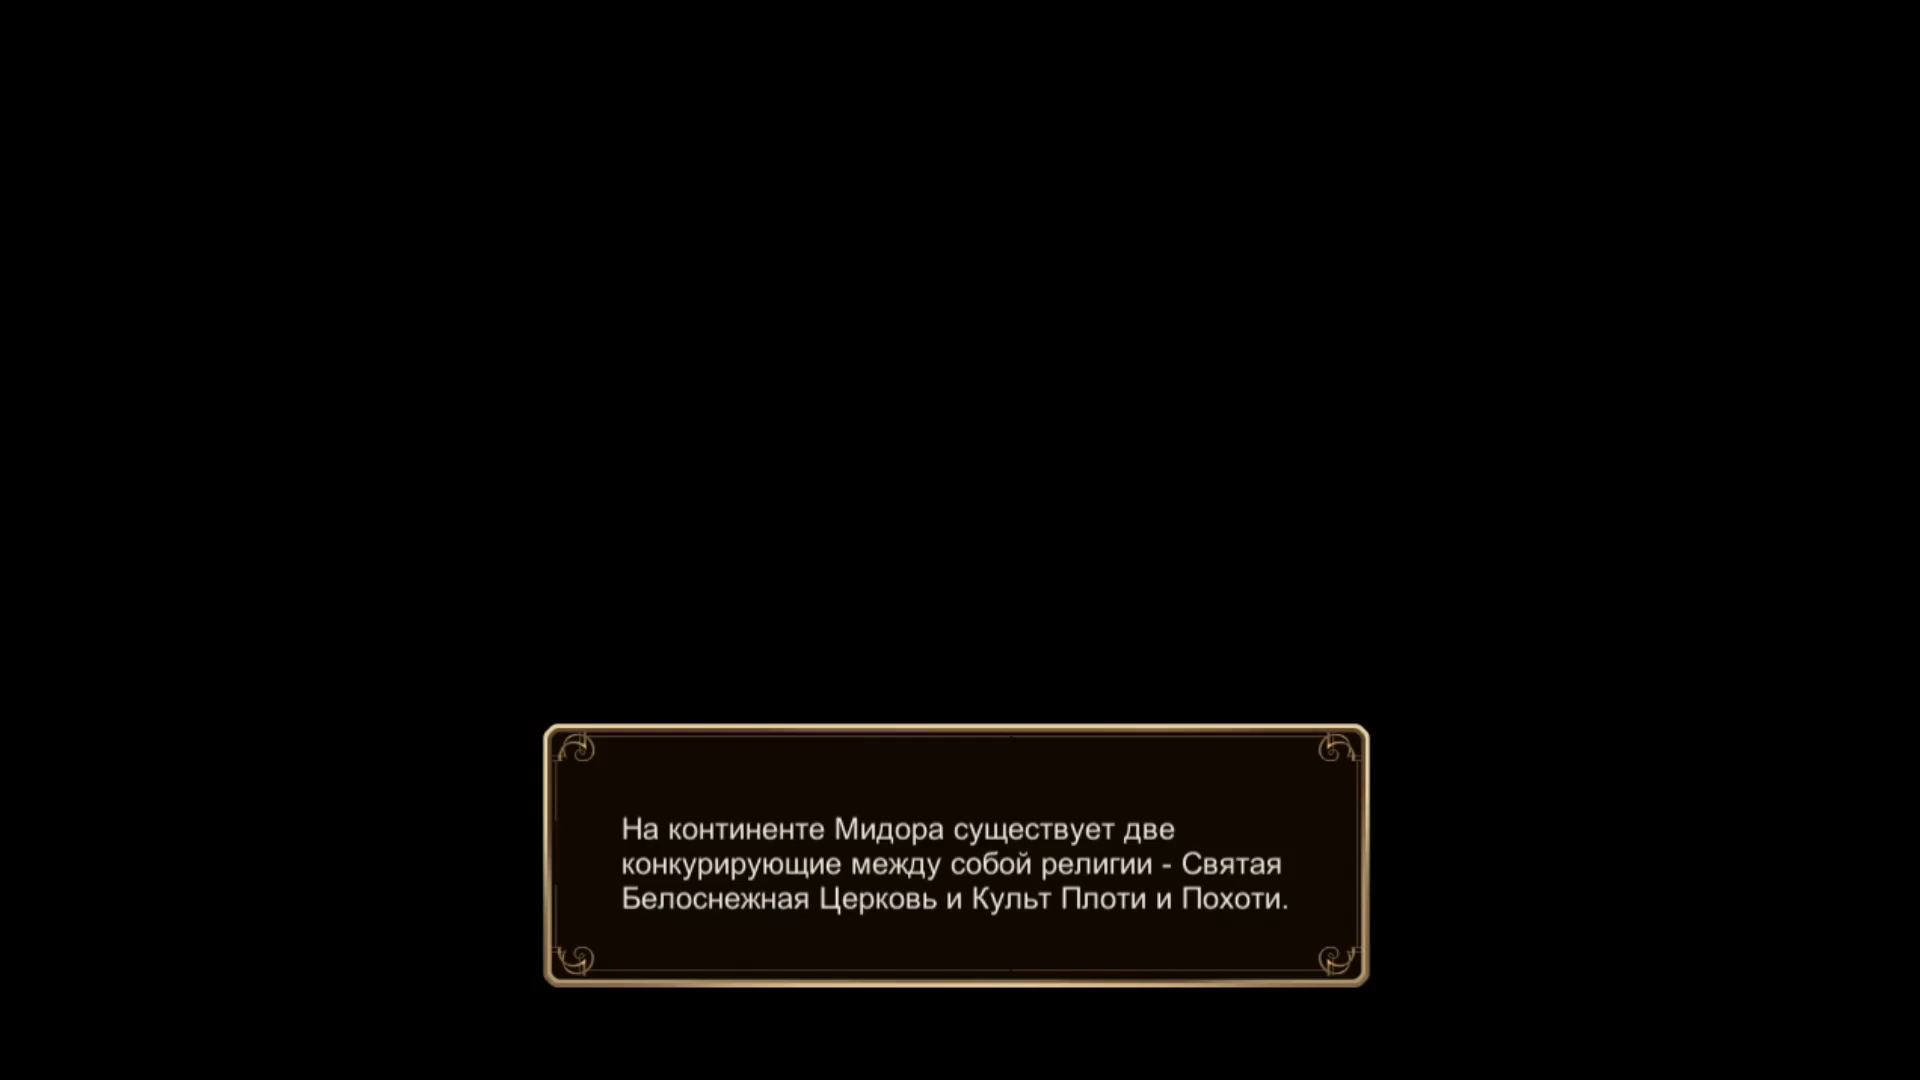 На континенте Мидора существует две
конкурирующие между собой религии - Святая
Белоснежная Церковь и Культ Плоти и Похоти.